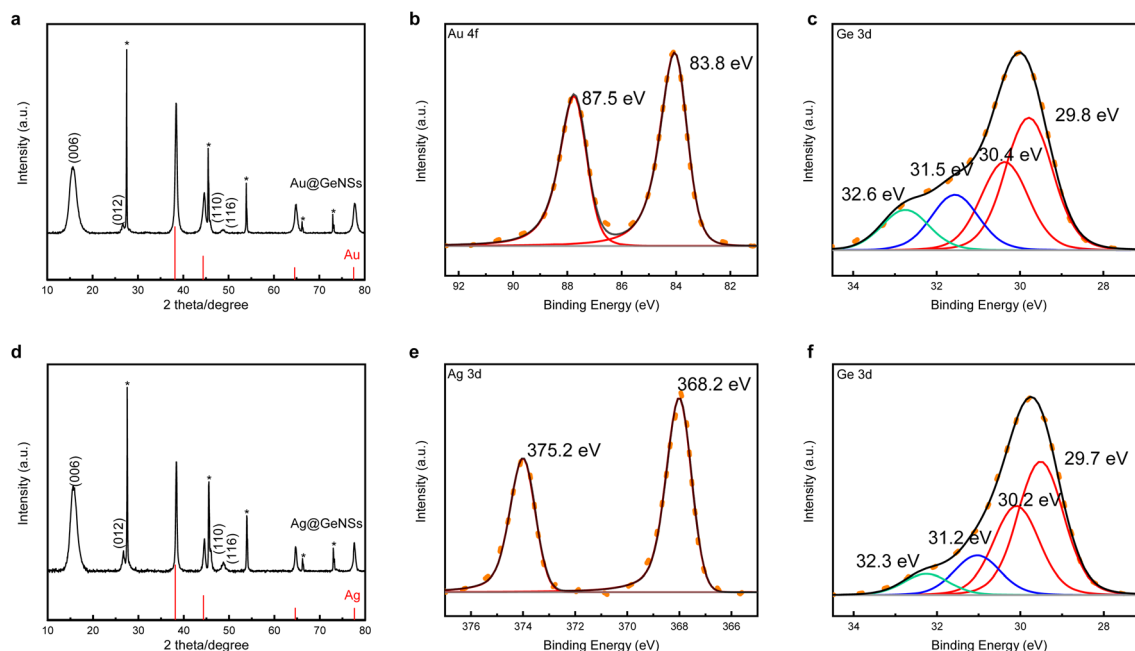 a
Intensity (a.u.)
(006)
(012)
*
*
(110)
(116)
Au@GeNSs
*
*
*
Au
10 20 30 40 50 60 70 80
2 theta/degree
b
Au 4f
Intensity (a.u.)
87.5 eV
83.8 eV
92 90 88 86 84 82
Binding Energy (eV)
c
Ge 3d
Intensity (a.u.)
32.6 eV
31.5 eV
30.4 eV
29.8 eV
34 32 30 28
Binding Energy (eV)
d
Intensity (a.u.)
(006)
(012)
*
*
(110)
(116)
Ag@GeNSs
*
*
*
Ag
10 20 30 40 50 60 70 80
2 theta/degree
e
Ag 3d
Intensity (a.u.)
375.2 eV
368.2 eV
376 374 372 370 368 366
Binding Energy (eV)
f
Ge 3d
Intensity (a.u.)
32.3 eV
31.2 eV
30.2 eV
29.7 eV
34 32 30 28
Binding Energy (eV)